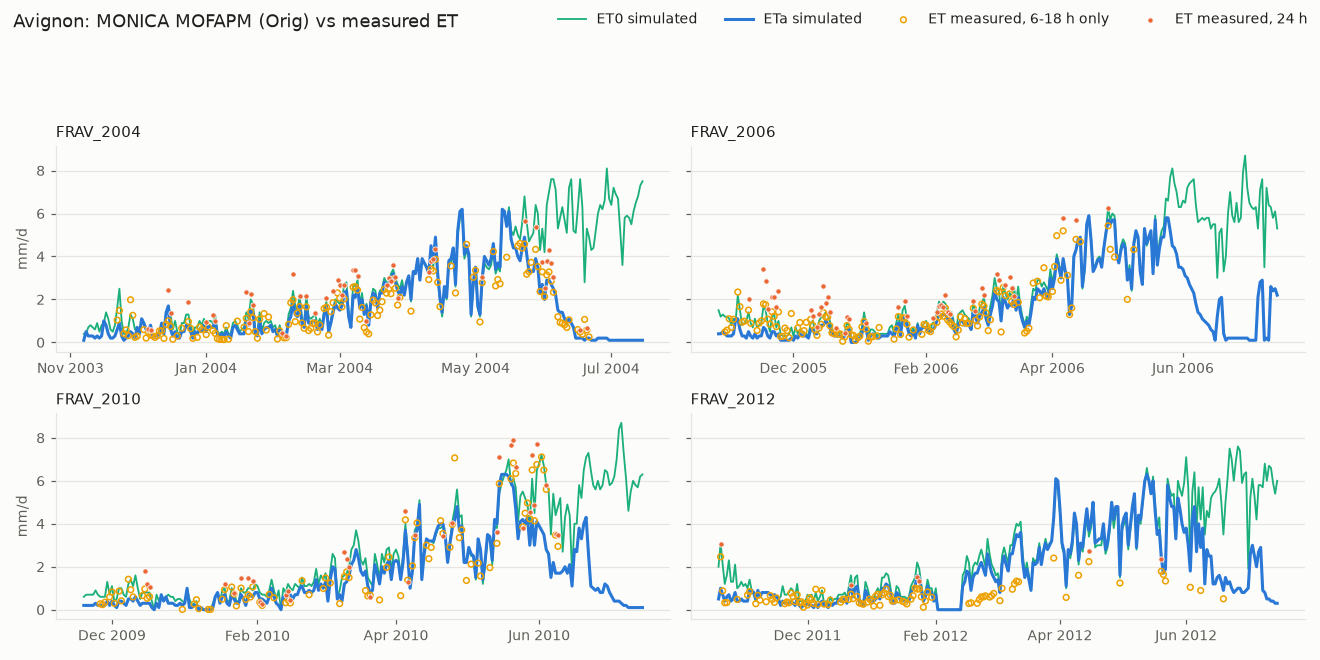 Avignon: MONICA MOFAPM (Orig) vs measured ET
ET0 simulated
ETa simulated
ET measured, 6-18 h only
ET measured, 24 h
FRAV_2004
FRAV_2006
mm/d
8
6
4
2
0
Nov 2003
Jan 2004
Mar 2004
May 2004
Jul 2004
Dec 2005
Feb 2006
Apr 2006
Jun 2006
FRAV_2010
FRAV_2012
mm/d
8
6
4
2
0
Dec 2009
Feb 2010
Apr 2010
Jun 2010
Dec 2011
Feb 2012
Apr 2012
Jun 2012